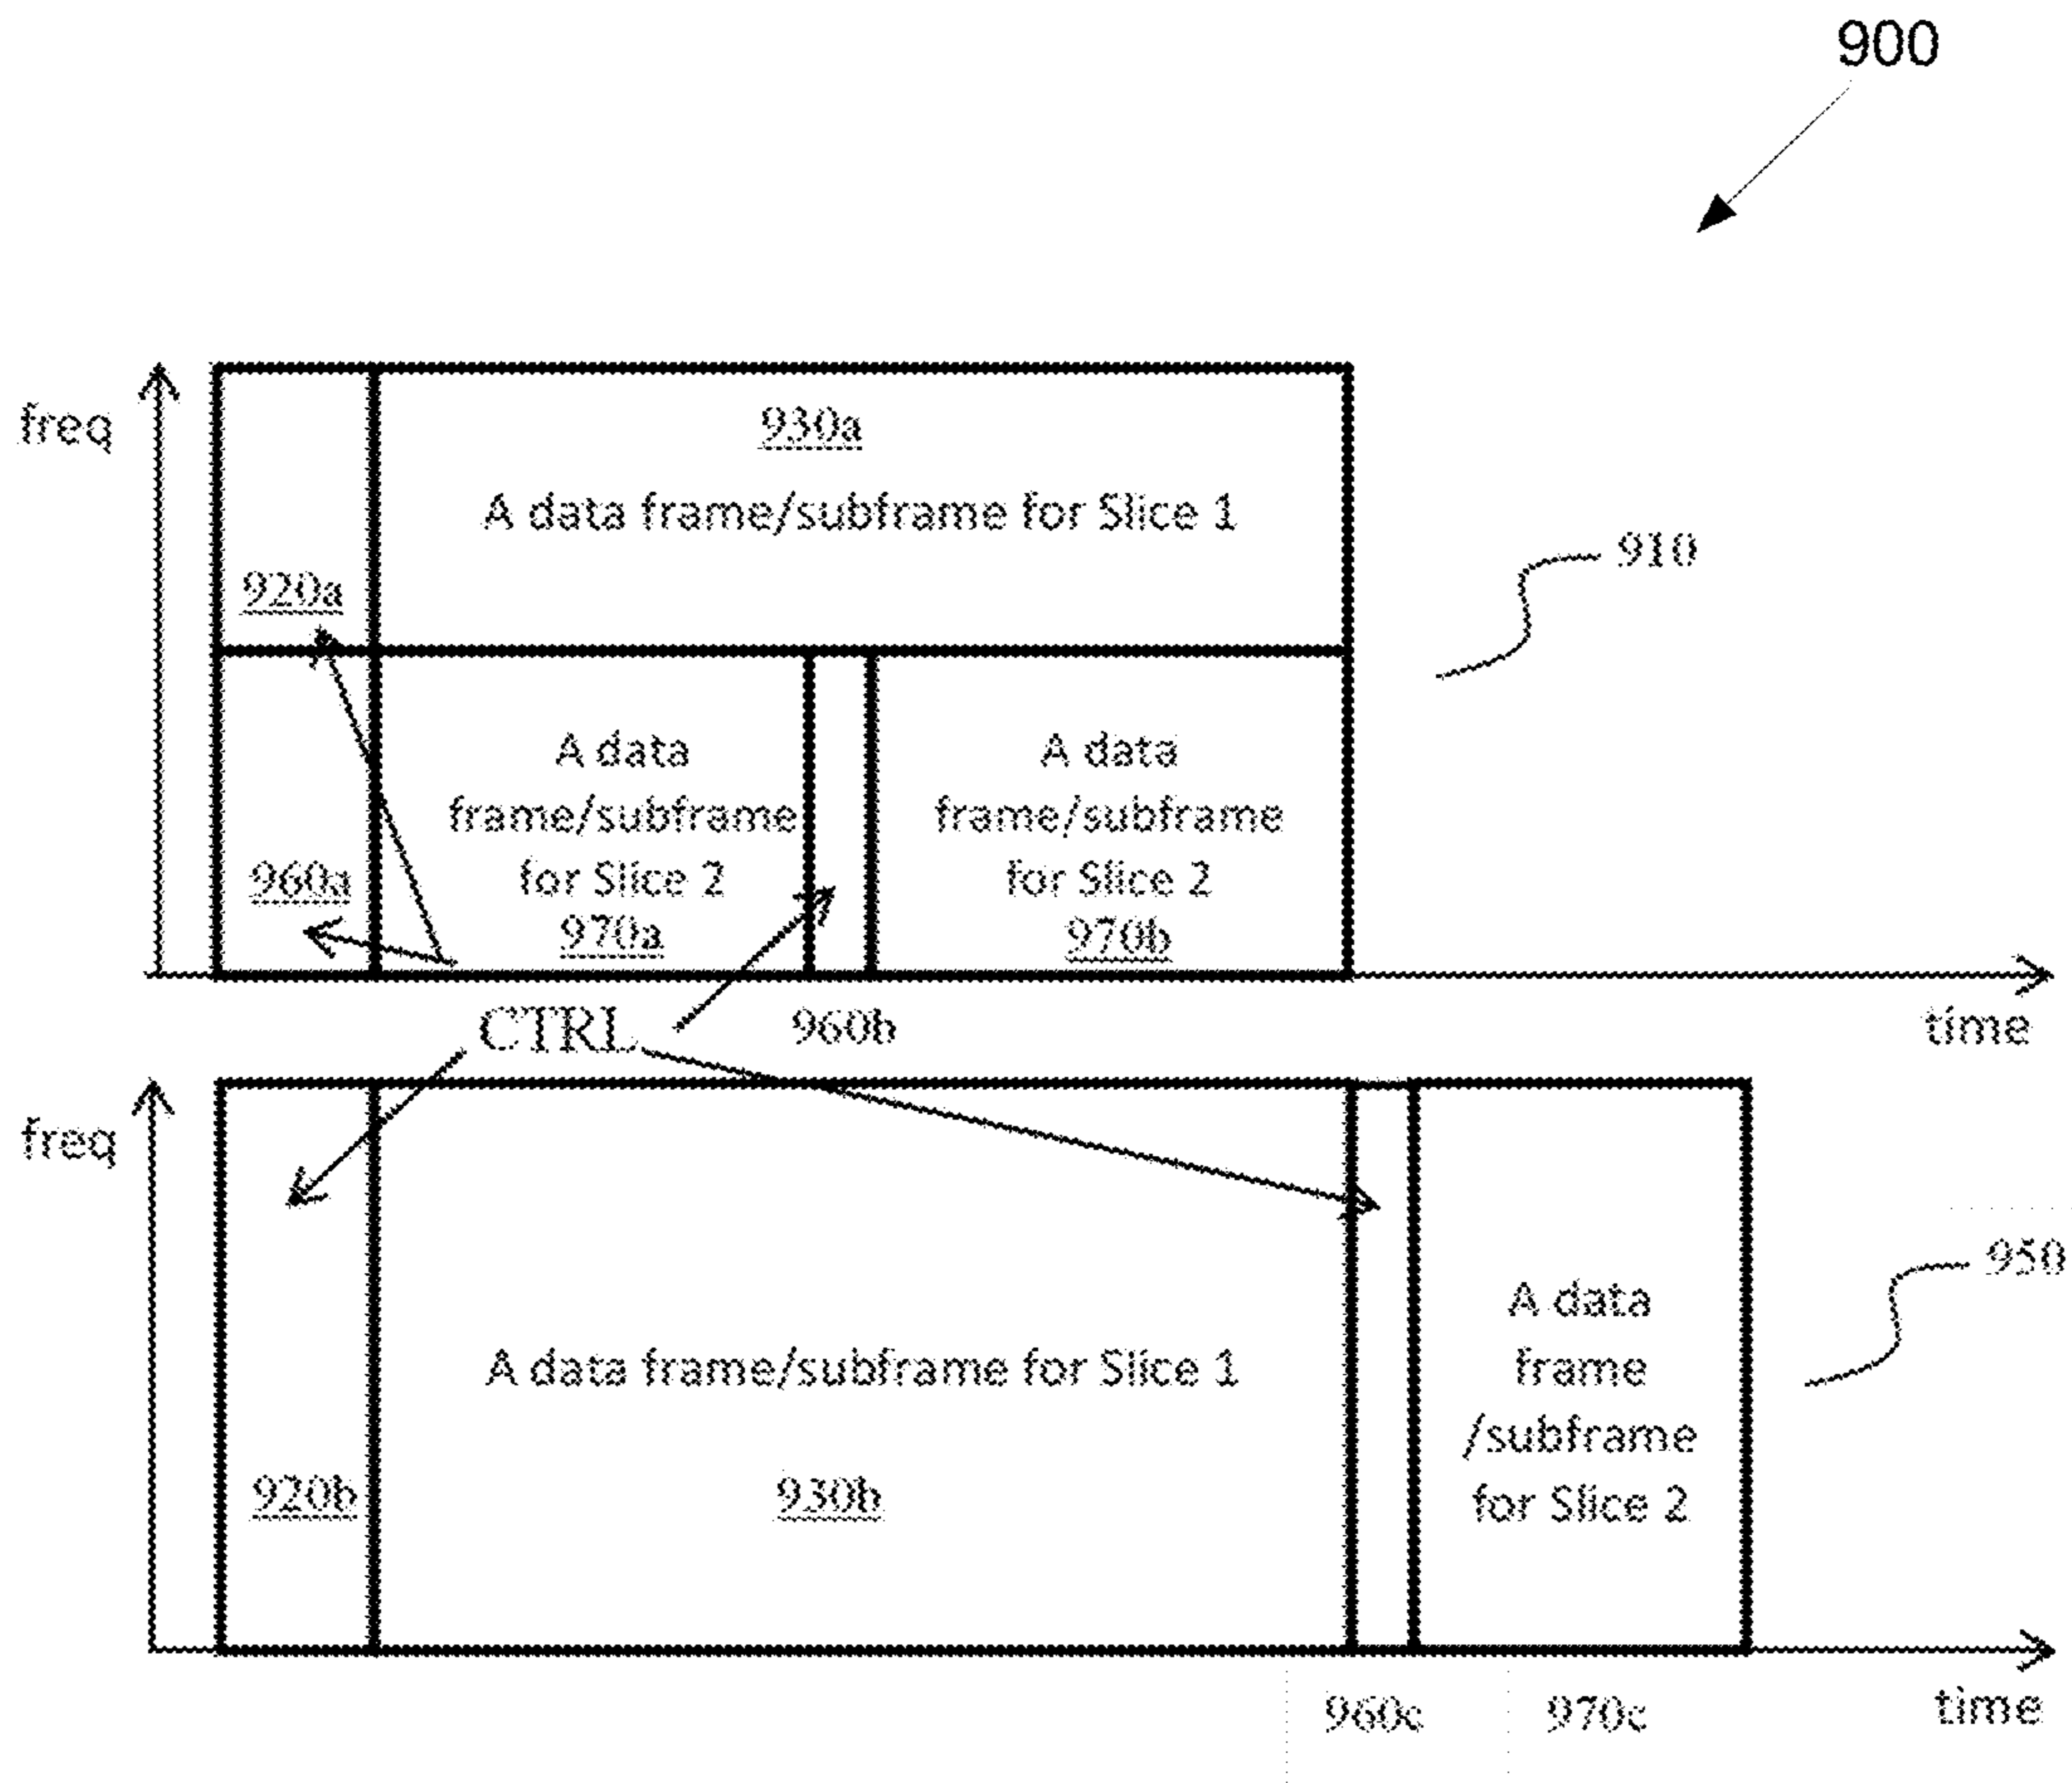 900
freq
930a
A data frame/subframe for Slice 1
910
920a
A data
frame/subframe
for Slice 2
970a
A data
frame/subframe
for Slice 2
970b
960a
CTRL
960b
time
freq
950
A data frame/subframe for Slice 1
930b
920b
A data
frame
/subframe
for Slice 2
960c
970c
time